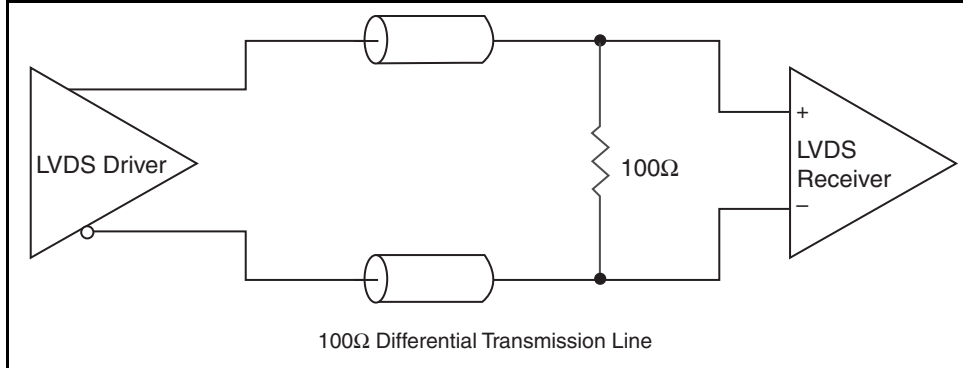 LVDS Driver
100Ω
+
LVDS
Receiver
–
100Ω Differential Transmission Line